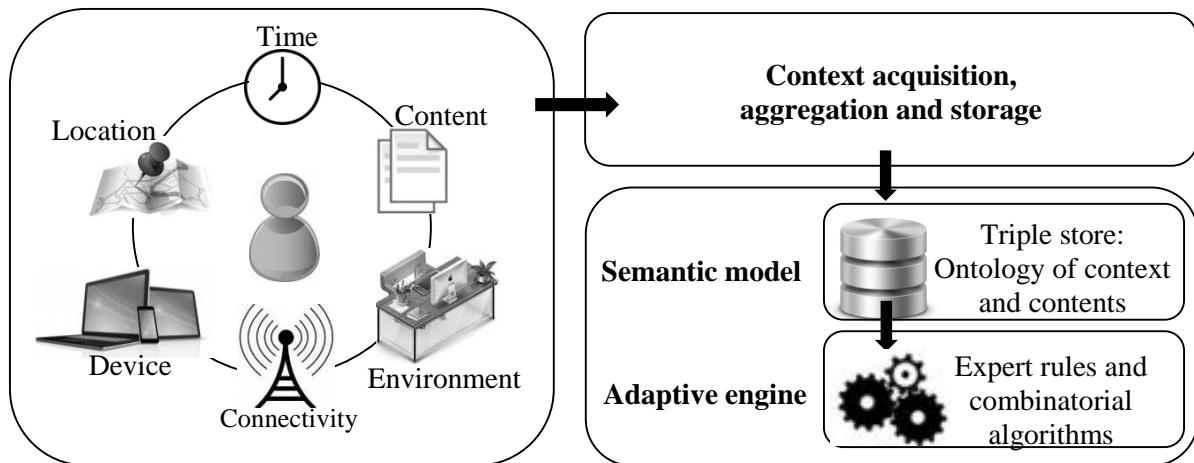 Time
Content
Location
Device
Connectivity
Environment
Context acquisition,
aggregation and storage
Semantic model
Triple store:
Ontology of context
and contents
Adaptive engine
Expert rules and
combinatorial
algorithms